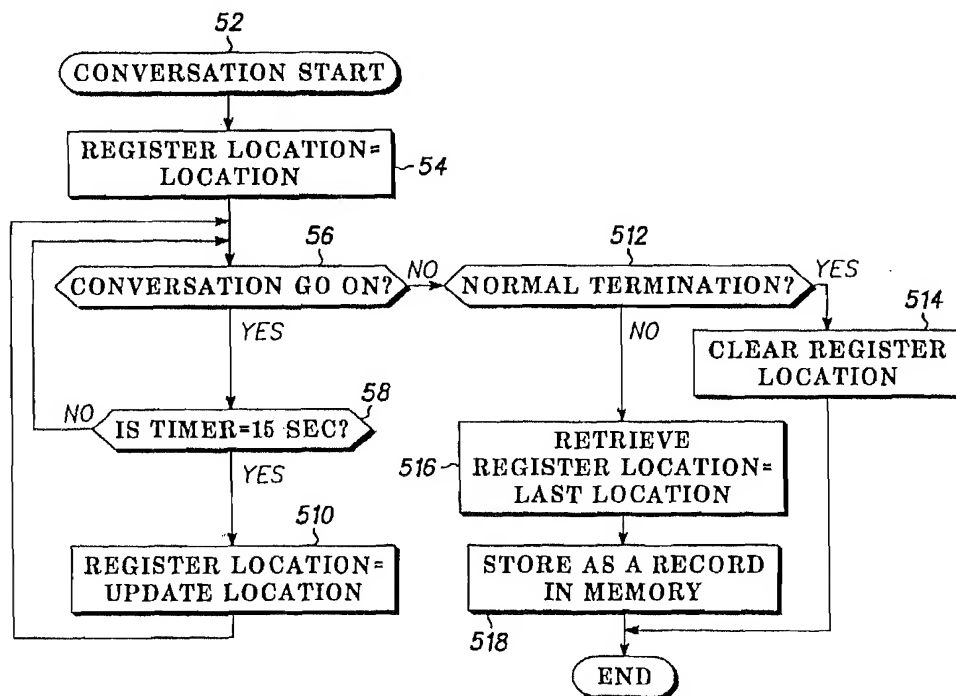 52
CONVERSATION START
REGISTER LOCATION=
LOCATION
54
56
CONVERSATION GO ON?
NO
512
NORMAL TERMINATION?
YES
514
CLEAR REGISTER
LOCATION
YES
NO
NO
IS TIMER=15 SEC?
58
YES
516
RETRIEVE
REGISTER LOCATION=
LAST LOCATION
510
REGISTER LOCATION=
UPDATE LOCATION
STORE AS A RECORD
IN MEMORY
518
END